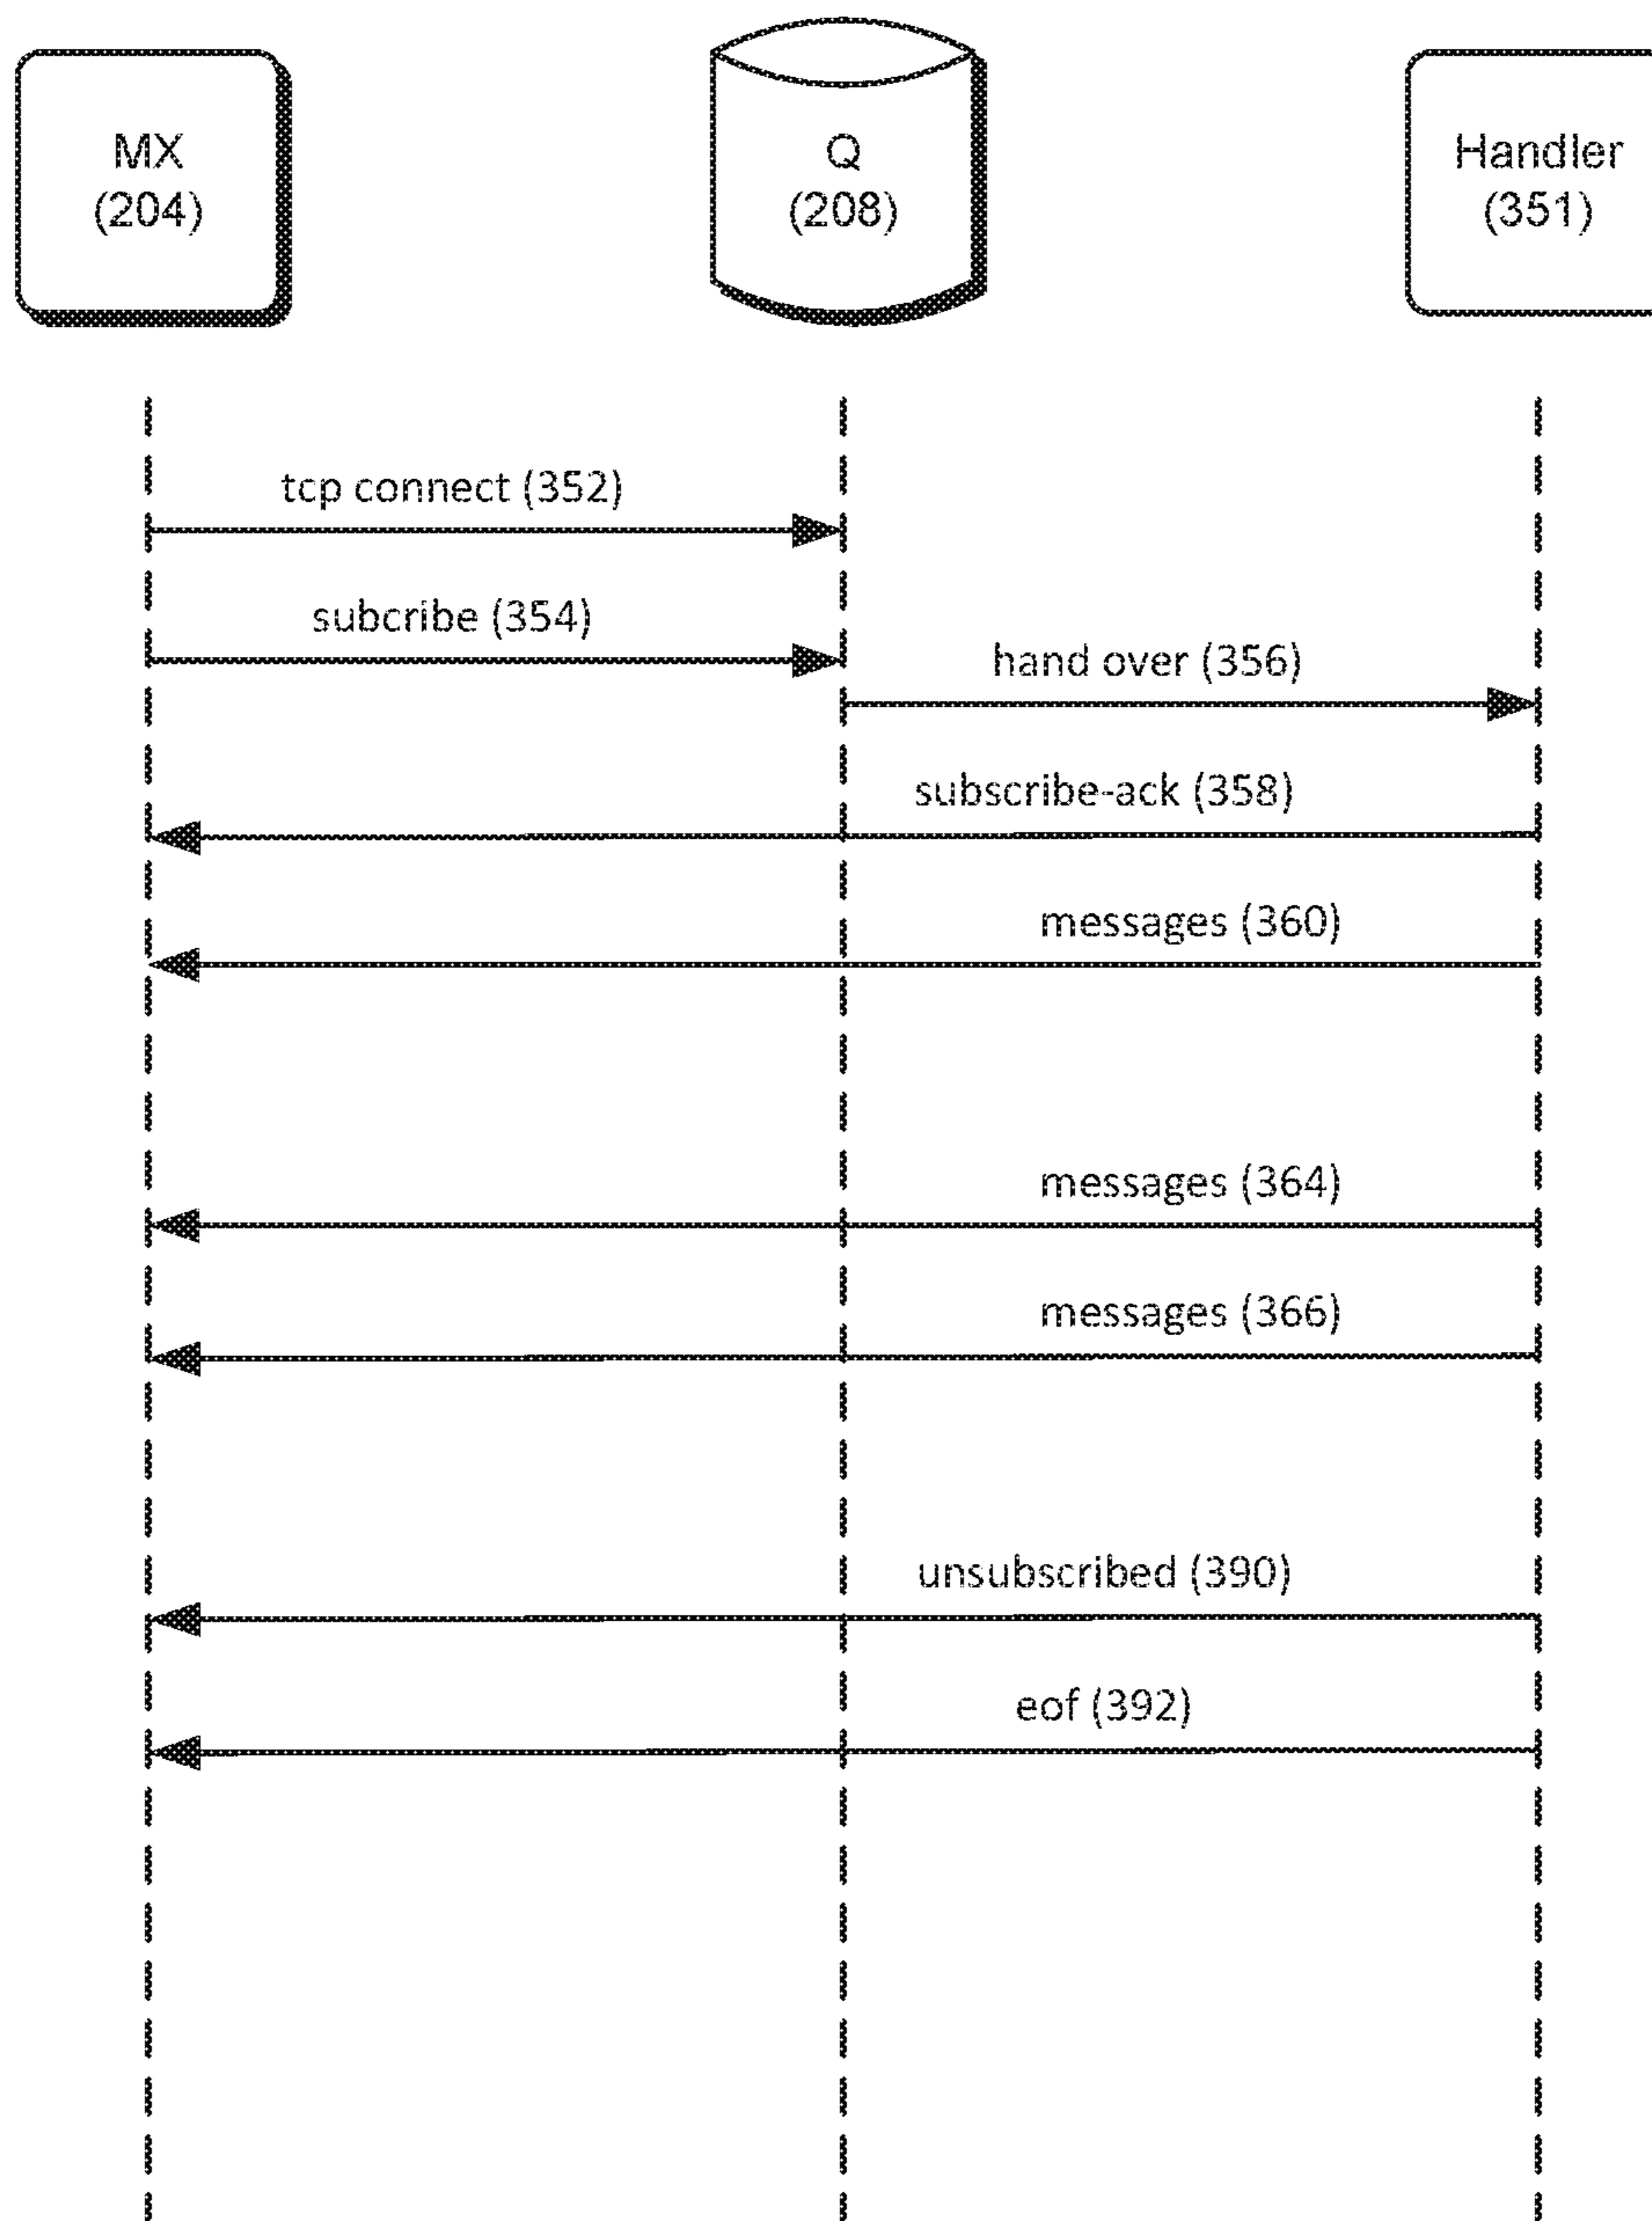 MX
(204)
Q
(208)
Handler
(351)
tcp connect (352)
subcribe (354)
hand over (356)
subscribe-ack (358)
messages (360)
messages (364)
messages (366)
unsubscribed (390)
eof (392)